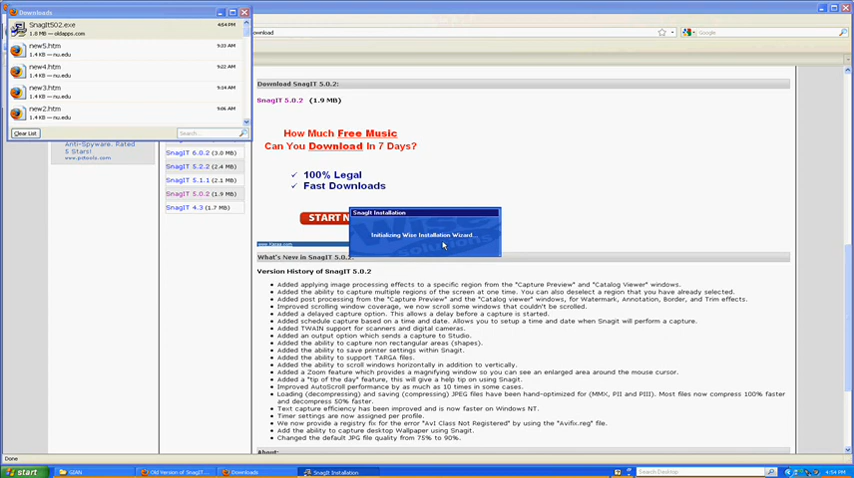 Downloads
SnagIt502.exe
4:54 PM
1.8 MB — oldapps.com
new5.htm
9:33 AM
1.4 KB — nu.edu
new4.htm
9:22 AM
1.4 KB — nu.edu
new3.htm
9:14 AM
1.4 KB — nu.edu
new2.htm
9:06 AM
1.4 KB — nu.edu
Clear List
Search...
ownload
Google
Anti-Spyware. Rated
5 Stars!
www.pctools.com
SnagIT 6.0.2 (3.0 MB)
SnagIT 5.2.2 (2.4 MB)
SnagIT 5.1.1 (2.1 MB)
SnagIT 5.0.2 (1.9 MB)
SnagIT 4.3 (1.7 MB)
Download SnagIT 5.0.2:
SnagIT 5.0.2 (1.9 MB)
How Much Free Music
Can You Download In 7 Days?
✓ 100% Legal
✓ Fast Downloads
START N
SnagIt Installation
Initializing Wise Installation Wizard...
What's New in SnagIT 5.0.2:
Version History of SnagIT 5.0.2
• Added applying image processing effects to a specific region from the "Capture Preview" and "Catalog Viewer" windows.
• Added the ability to capture multiple regions of the screen at one time. You can also deselect a region that you have already selected.
• Added post processing from the "Capture Preview" and the "Catalog viewer" windows, for Watermark, Annotation, Border, and Trim effects.
• Improved scrolling window coverage, we now scroll some windows that couldn't be scrolled.
• Added a delayed capture option. This allows a delay before a capture is started.
• Added schedule capture based on a time and date. Allows you to setup a time and date when Snagit will perform a capture.
• Added TWAIN support for scanners and digital cameras.
• Added an output option which sends a capture to Studio.
• Added the ability to capture non rectangular areas (shapes).
• Added the ability to save printer settings within Snagit.
• Added the ability to support TARGA files.
• Added the ability to scroll windows horizontally in addition to vertically.
• Added a Zoom feature which provides a magnifying window so you can see an enlarged area around the mouse cursor.
• Added a "tip of the day" feature, this will give a help tip on using Snagit.
• Improved AutoScroll performance by as much as 10 times in some cases.
• Loading (decompressing) and saving (compressing) JPEG files have been hand-optimized for (MMX, PII and PIII). Most files now compress 100% faster
and decompress 50% faster.
• Text capture efficiency has been improved and is now faster on Windows NT.
• Timer settings are now assigned per profile.
• We now provide a registry fix for the error "Avi Class Not Registered" by using the "Avifix.reg" file.
• Add the ability to capture desktop Wallpaper using Snagit.
• Changed the default JPG file quality from 75% to 90%.
About:
Done
start
GIAN
Old Version of SnagIT...
Downloads
SnagIt Installation
Search Desktop
4:54 PM